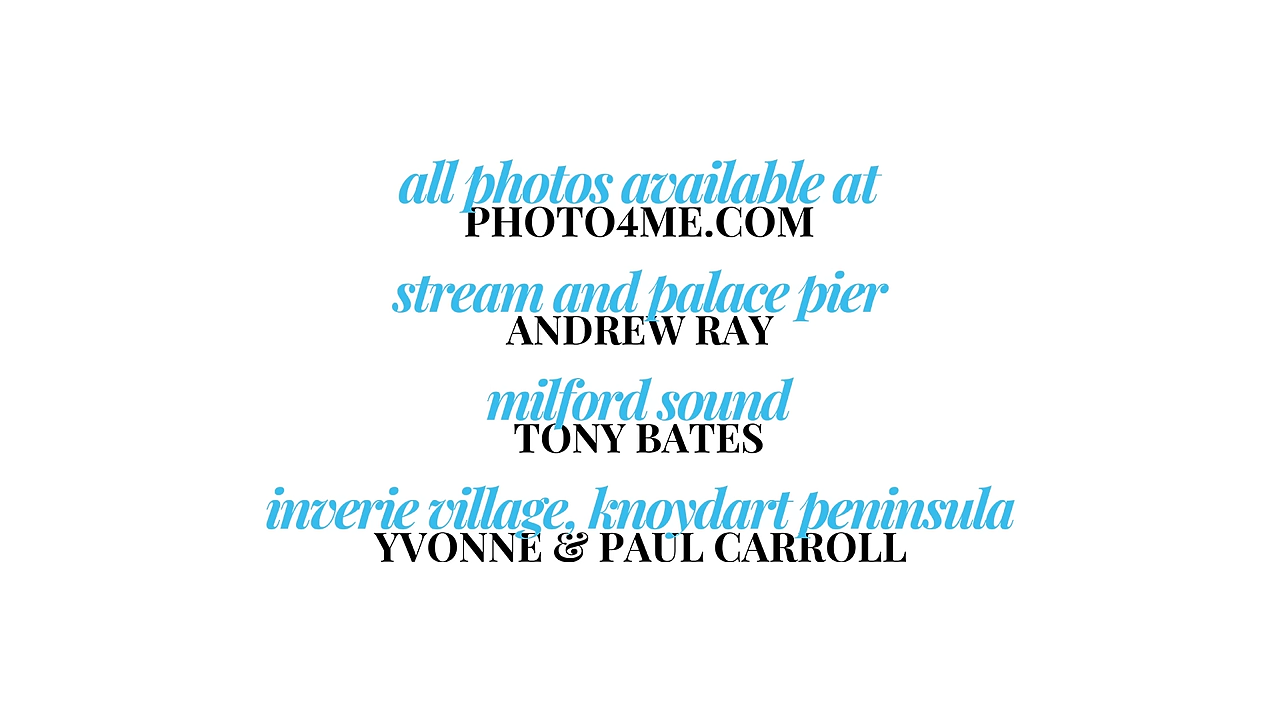 all photos available at
PHOTO4ME.COM
stream and palace pier
ANDREW RAY
milford sound
TONY BATES
inverie village, knoydart peninsula
YVONNE & PAUL CARROLL